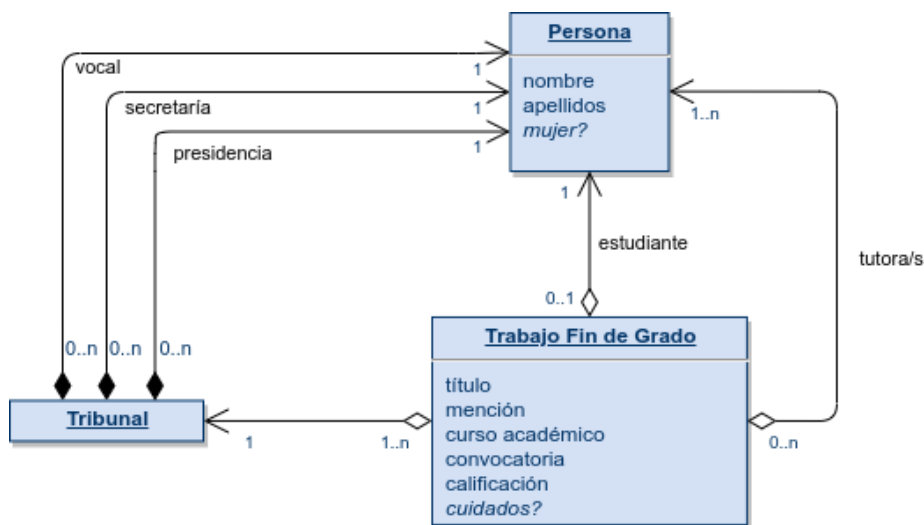 Persona
vocal
1
nombre
secretaría
1
apellidos
1..n
mujer?
presidencia
1
1
estudiante
tutora/s
0..1
Trabajo Fin de Grado
0..n
0..n
0..n
título
Tribunal
mención
1
1..n
curso académico
0..n
convocatoria
calificación
cuidados?